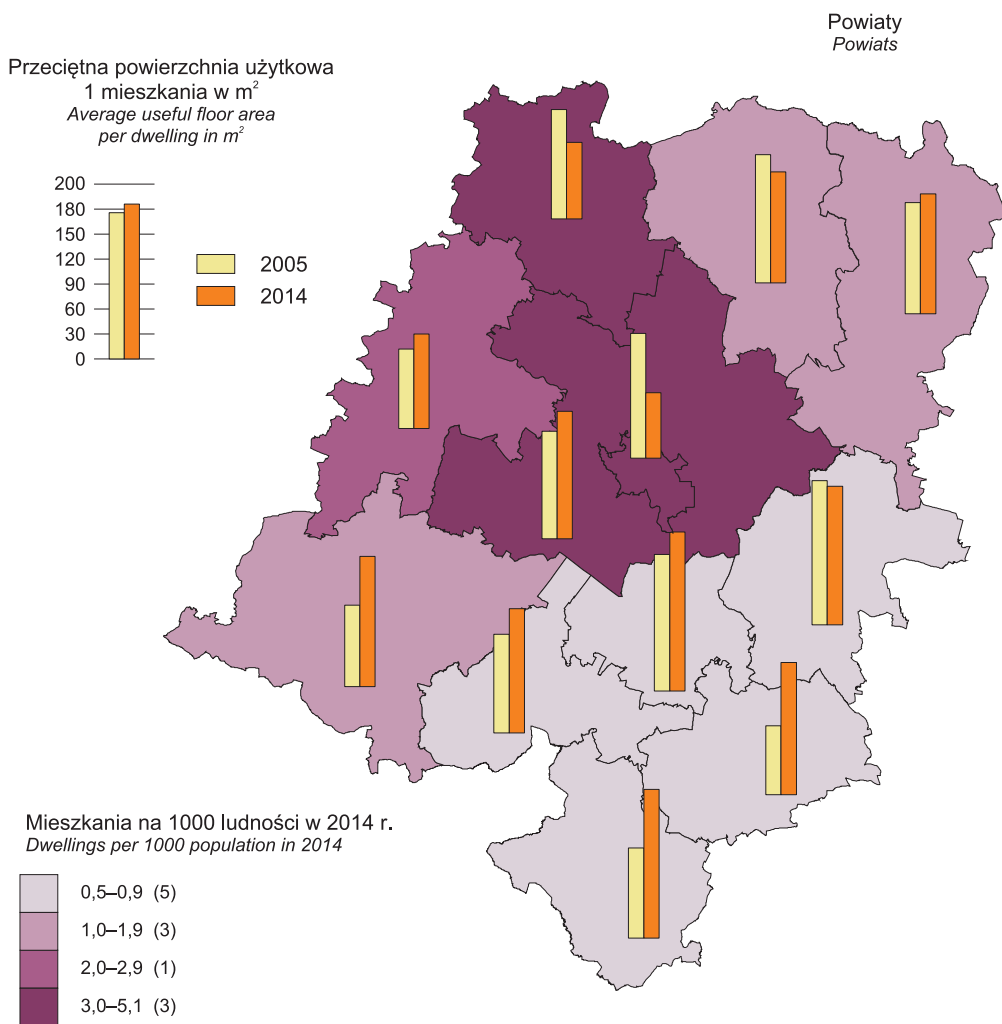 Powiaty
Powiats
Przeciętna powierzchnia użytkowa
1 mieszkania w m²
Average useful floor area
per dwelling in m²
200
180
150
120
90
60
30
0
2005
2014
Mieszkania na 1000 ludności w 2014 r.
Dwellings per 1000 population in 2014
0,5–0,9 (5)
1,0–1,9 (3)
2,0–2,9 (1)
3,0–5,1 (3)